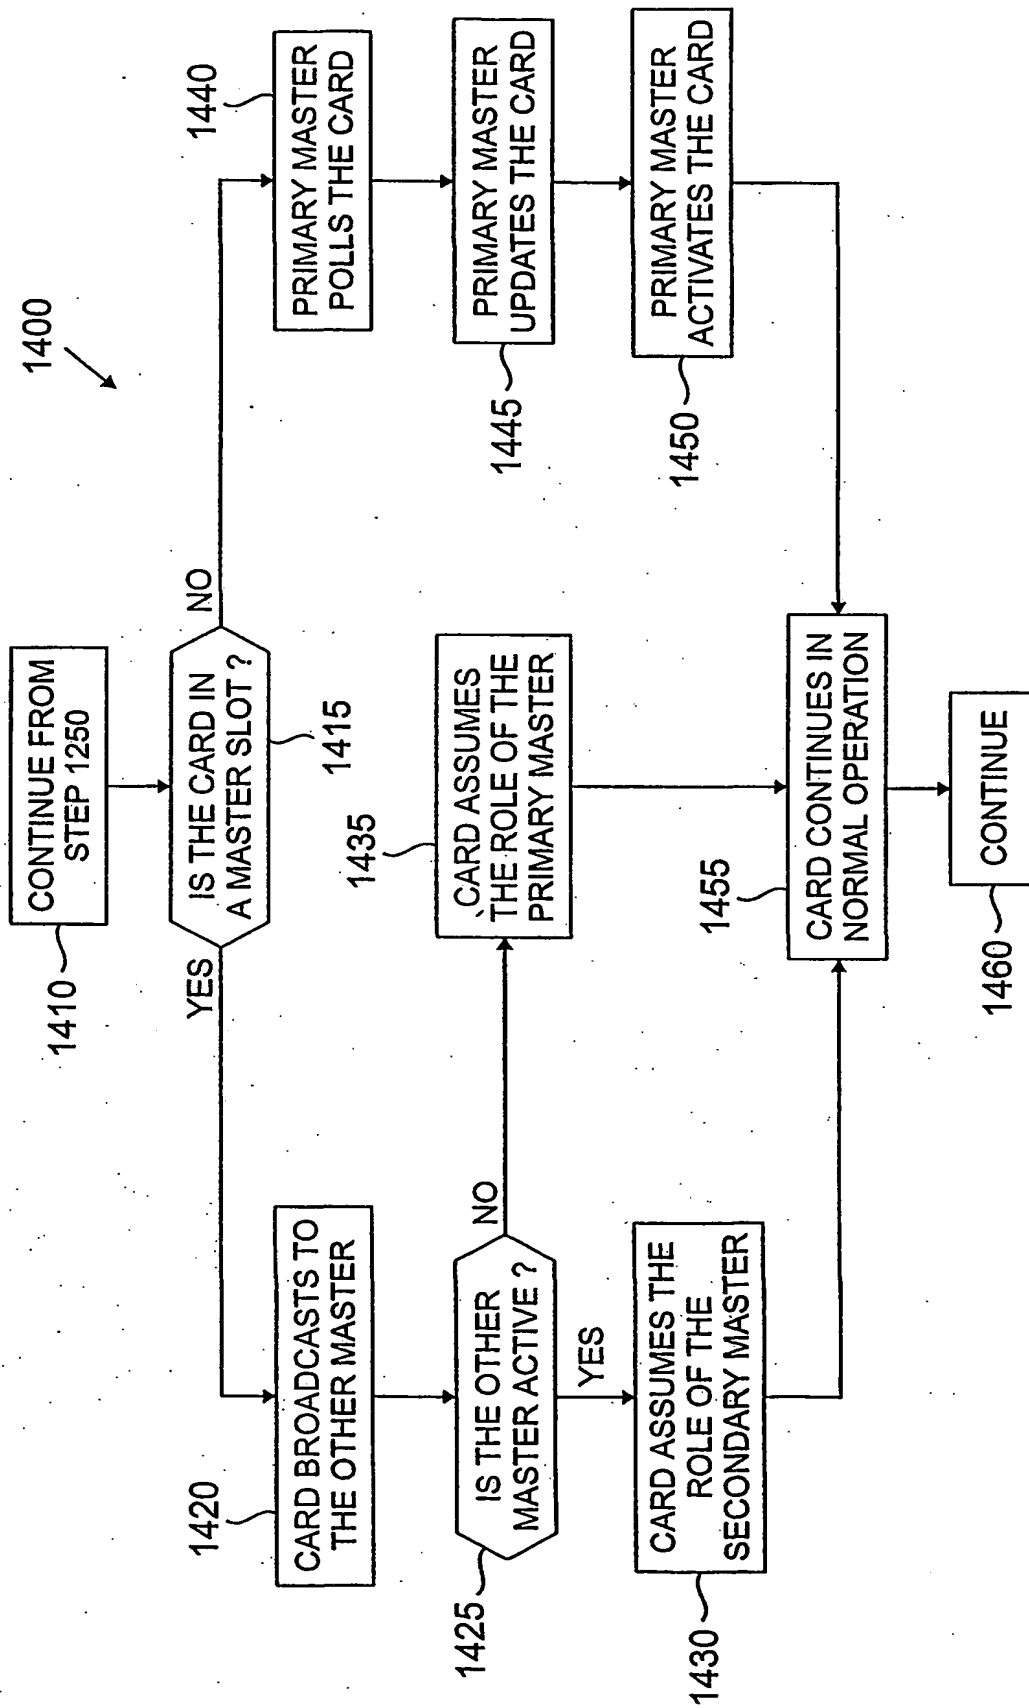 1400
CONTINUE FROM
STEP 1250
1410
IS THE CARD IN
A MASTER SLOT ?
1415
YES
NO
1420
CARD BROADCASTS TO
THE OTHER MASTER
1440
PRIMARY MASTER
POLLS THE CARD
1425
IS THE OTHER
MASTER ACTIVE ?
NO
YES
1435
CARD ASSUMES
THE ROLE OF THE
PRIMARY MASTER
PRIMARY MASTER
UPDATES THE CARD
1445
1430
CARD ASSUMES THE
ROLE OF THE
SECONDARY MASTER
PRIMARY MASTER
ACTIVATES THE CARD
1450
1455
CARD CONTINUES IN
NORMAL OPERATION
CONTINUE
1460